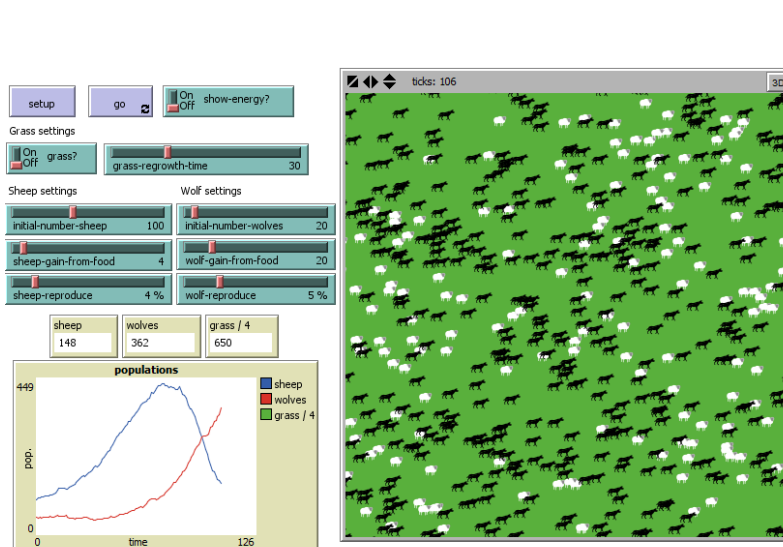 ticks: 106
3D
setup
go
On
Off
show-energy?
Grass settings
On
Off
grass?
grass-regrowth-time 30
Sheep settings
Wolf settings
initial-number-sheep 100
initial-number-wolves 20
sheep-gain-from-food 4
wolf-gain-from-food 20
sheep-reproduce 4 %
wolf-reproduce 5 %
sheep
148
wolves
362
grass / 4
650
populations
449
pop.
0
0
time
126
sheep
wolves
grass / 4